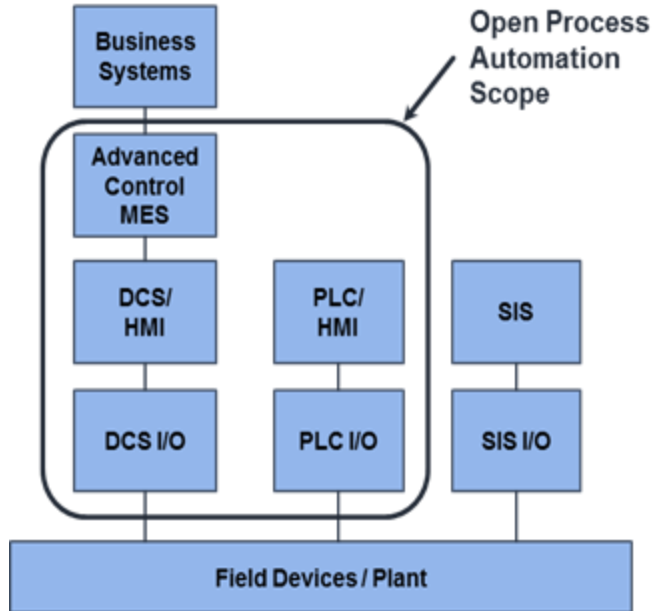 Business
Systems
Open Process
Automation
Scope
Advanced
Control
MES
DCS/
HMI
PLC/
HMI
SIS
DCS I/O
PLC I/O
SIS I/O
Field Devices / Plant